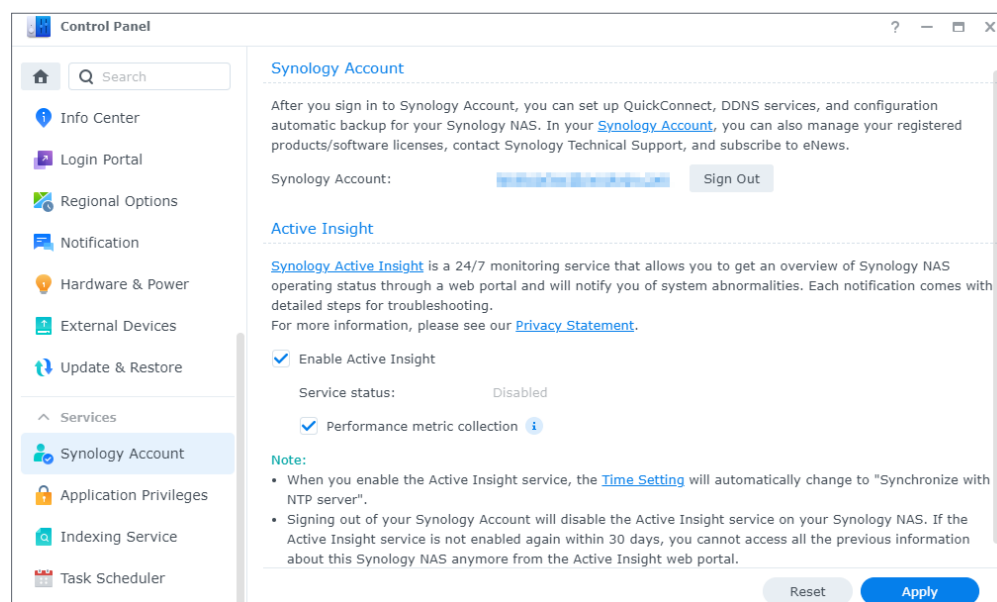 Control Panel
?
Search
Info Center
Login Portal
Regional Options
Notification
Hardware & Power
External Devices
Update & Restore
Services
Synology Account
Application Privileges
Indexing Service
Task Scheduler
Synology Account
After you sign in to Synology Account, you can set up QuickConnect, DDNS services, and configuration
automatic backup for your Synology NAS. In your Synology Account, you can also manage your registered
products/software licenses, contact Synology Technical Support, and subscribe to eNews.
Synology Account:
Sign Out
Active Insight
Synology Active Insight is a 24/7 monitoring service that allows you to get an overview of Synology NAS
operating status through a web portal and will notify you of system abnormalities. Each notification comes with
detailed steps for troubleshooting.
For more information, please see our Privacy Statement.
Enable Active Insight
Service status: Disabled
Performance metric collection i
Note:
• When you enable the Active Insight service, the Time Setting will automatically change to "Synchronize with
NTP server".
• Signing out of your Synology Account will disable the Active Insight service on your Synology NAS. If the
Active Insight service is not enabled again within 30 days, you cannot access all the previous information
about this Synology NAS anymore from the Active Insight web portal.
Reset
Apply